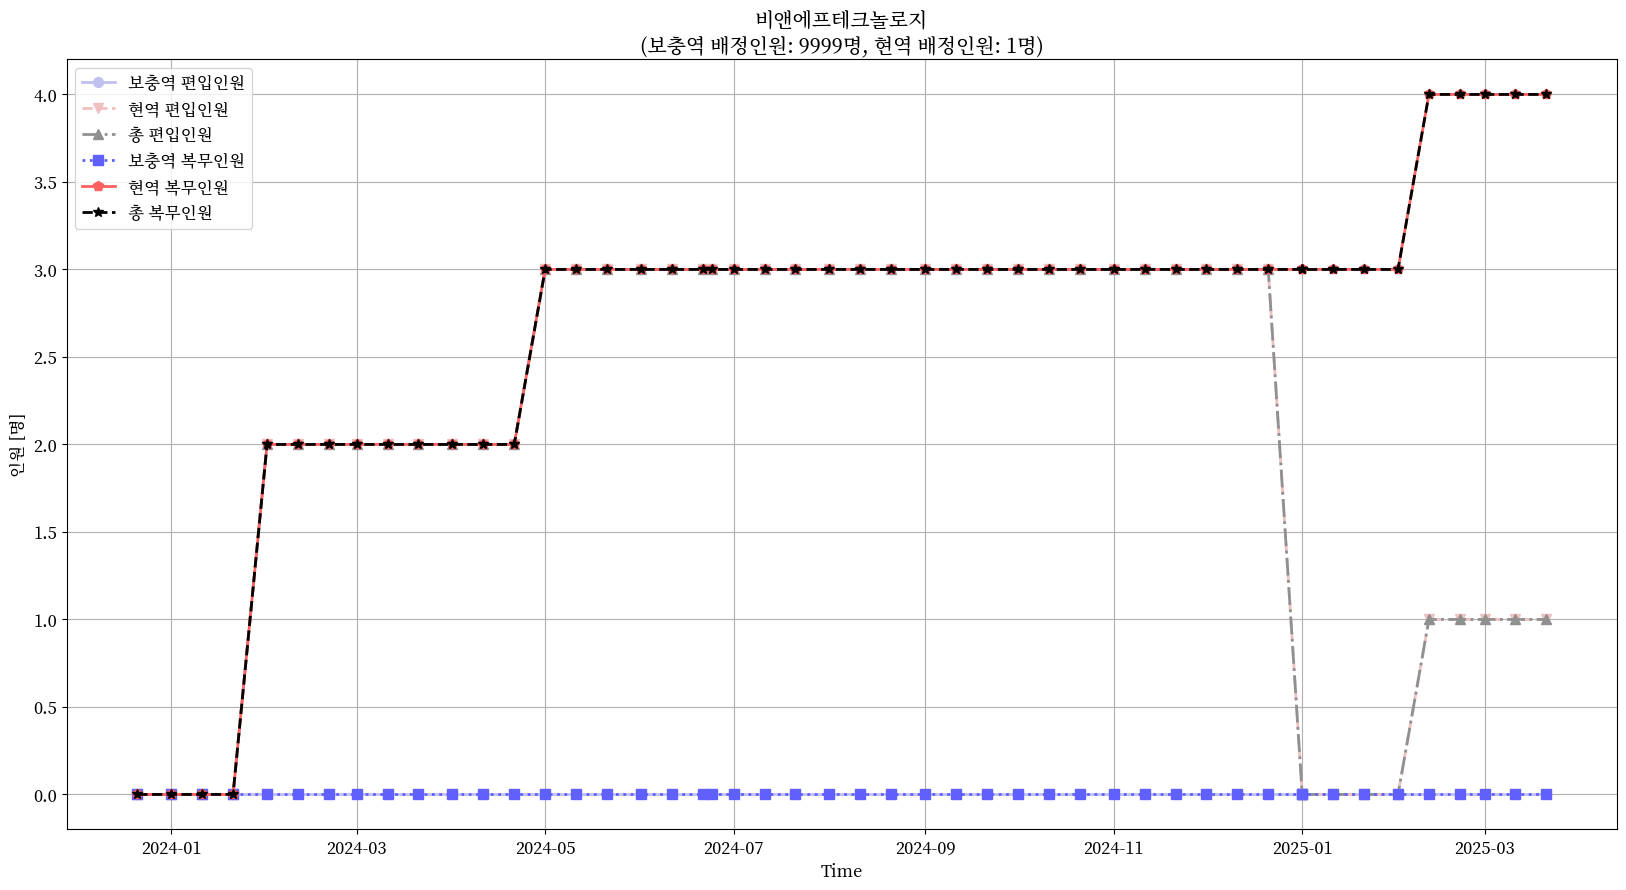 비앤에프테크놀로지
(보충역 배정인원: 9999명, 현역 배정인원: 1명)
보충역 편입인원
현역 편입인원
총 편입인원
보충역 복무인원
현역 복무인원
총 복무인원
인원 [명]
4.0
3.5
3.0
2.5
2.0
1.5
1.0
0.5
0.0
2024-01 2024-03 2024-05 2024-07 2024-09 2024-11 2025-01 2025-03
Time